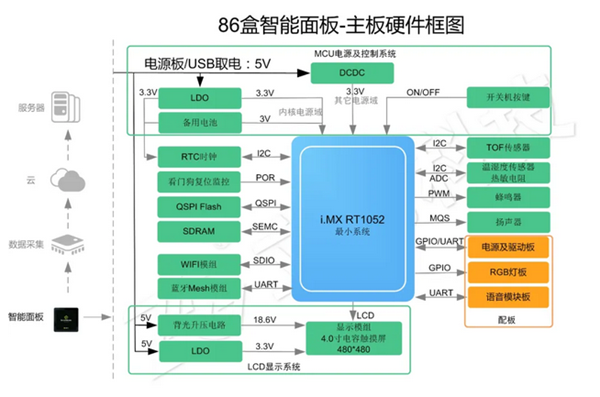 86盒智能面板-主板硬件框图
MCU电源及控制系统
电源板/USB取电：5V
DCDC
3.3V
LDO
3.3V
3.3V
ON/OFF
开关机按键
内核电源域
其它电源域
备用电池
3V
服务器
云
数据采集
智能面板
RTC时钟
I2C
看门狗复位监控
POR
QSPI Flash
QSPI
SDRAM
SEMC
WIFI模组
SDIO
蓝牙Mesh模组
UART
i.MX RT1052
最小系统
I2C
TOF传感器
I2C
ADC
温湿度传感器
热敏电阻
PWM
蜂鸣器
MQS
扬声器
GPIO/UART
电源及驱动板
GPIO
RGB灯板
UART
语音模块板
配板
LCD
5V
背光升压电路
18.6V
显示模组
4.0寸电容触摸屏
480*480
5V
LDO
3.3V
LCD显示系统